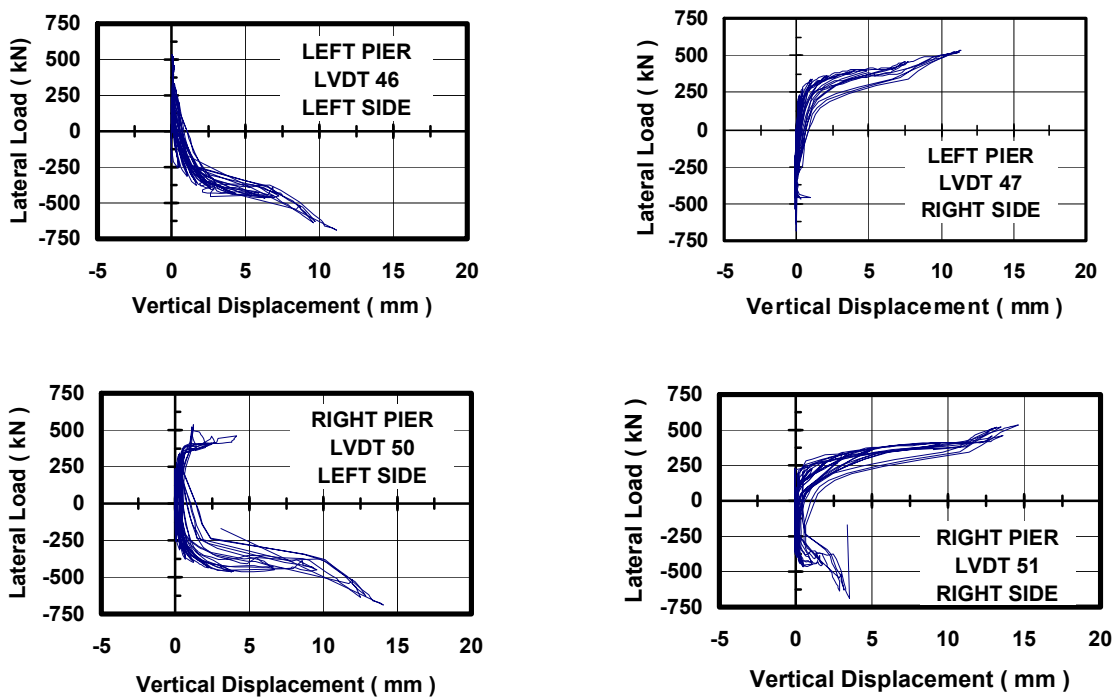 Lateral Load ( kN)
750
500
250
0
-250
-500
-750
-5 0 5 10 15 20
Vertical Displacement ( mm )
LEFT PIER
LVDT 46
LEFT SIDE
Lateral Load ( kN )
750
500
250
0
-250
-500
-750
-5 0 5 10 15 20
Vertical Displacement ( mm )
LEFT PIER
LVDT 47
RIGHT SIDE
Lateral Load ( kN )
750
500
250
0
-250
-500
-750
-5 0 5 10 15 20
Vertical Displacement ( mm )
RIGHT PIER
LVDT 50
LEFT SIDE
Lateral Load ( kN )
750
500
250
0
-250
-500
-750
-5 0 5 10 15 20
Vertical Displacement ( mm )
RIGHT PIER
LVDT 51
RIGHT SIDE